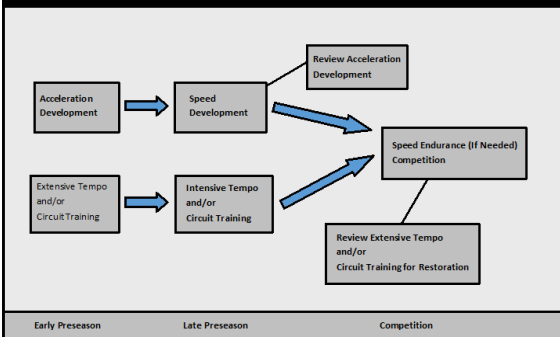 Review Acceleration
Development
Acceleration
Development
Speed
Development
Speed Endurance (If Needed)
Competition
Extensive Tempo
and/or
Circuit Training
Intensive Tempo
and/or
Circuit Training
Review Extensive Tempo
and/or
Circuit Training for Restoration
Early Preseason
Late Preseason
Competition